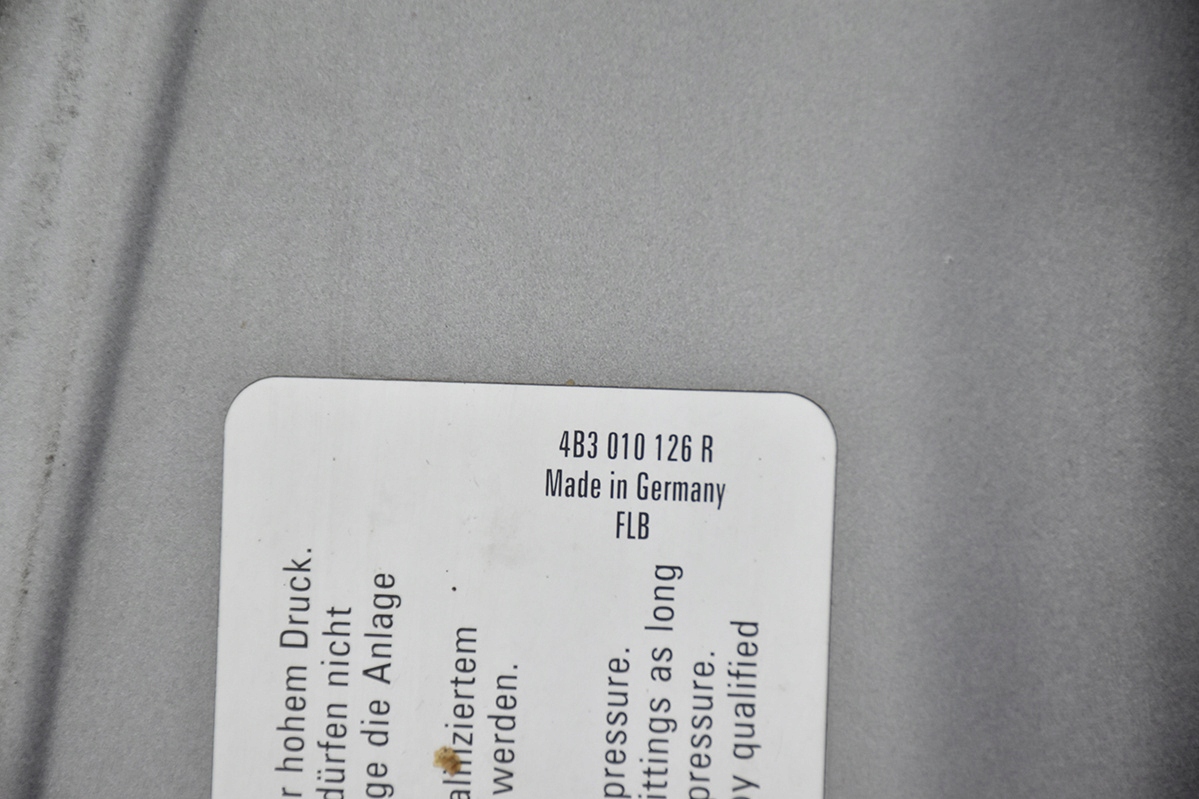 4B3 010 126 R
Made in Germany
FLB
r hohem Druck.
dürfen nicht
ge die Anlage
alifiziertem
werden.
pressure.
ittings as long
pressure.
by qualified